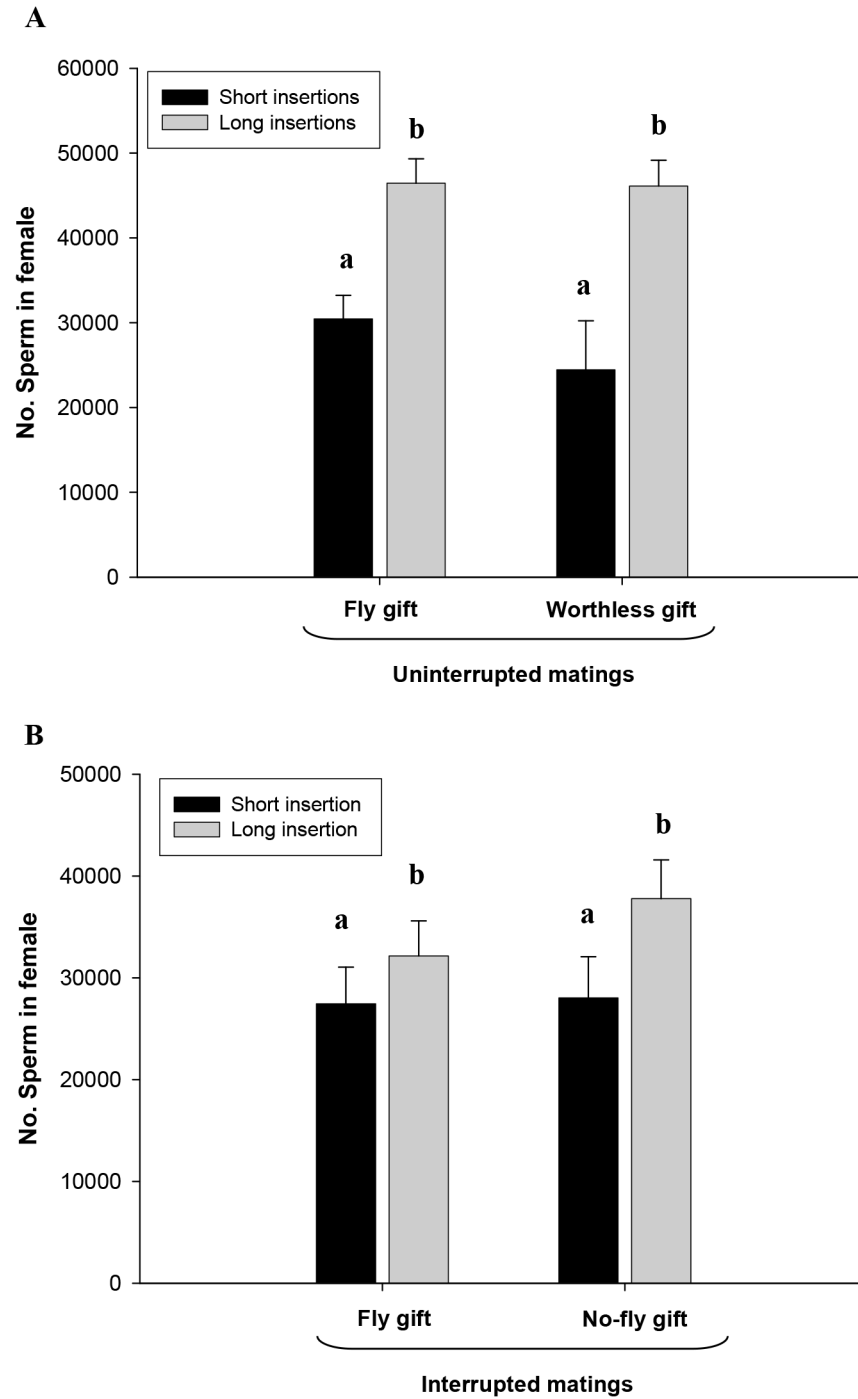 A
60000
50000
40000
30000
20000
10000
0
No. Sperm in female
Short insertions
Long insertions
a
b
a
b
Fly gift
Worthless gift
Uninterrupted matings
B
50000
40000
30000
20000
10000
0
No. Sperm in female
Short insertion
Long insertion
a
b
a
b
Fly gift
No-fly gift
Interrupted matings